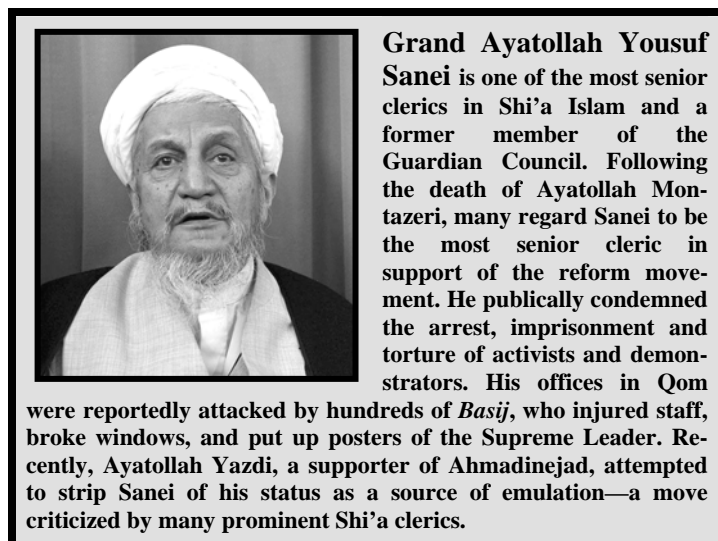 Grand Ayatollah Yousuf
Sanei is one of the most senior
clerics in Shi’a Islam and a
former member of the
Guardian Council. Following
the death of Ayatollah Mon-
tazeri, many regard Sanei to be
the most senior cleric in
support of the reform move-
ment. He publically condemned
the arrest, imprisonment and
torture of activists and demon-
strators. His offices in Qom
were reportedly attacked by hundreds of Basij, who injured staff,
broke windows, and put up posters of the Supreme Leader. Re-
cently, Ayatollah Yazdi, a supporter of Ahmadinejad, attempted
to strip Sanei of his status as a source of emulation—a move
criticized by many prominent Shi’a clerics.